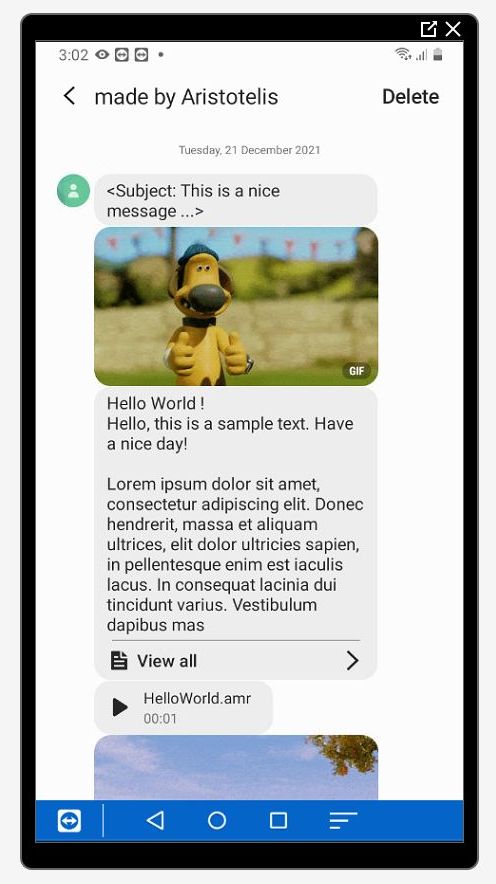 3:02
made by Aristotelis
Delete
Tuesday, 21 December 2021
<Subject: This is a nice
message ...>
GIF
Hello World !
Hello, this is a sample text. Have
a nice day!
Lorem ipsum dolor sit amet,
consectetur adipiscing elit. Donec
hendrerit, massa et aliquam
ultrices, elit dolor ultricies sapien,
in pellentesque enim est iaculis
lacus. In consequat lacinia dui
tincidunt varius. Vestibulum
dapibus mas
View all
HelloWorld.amr
00:01